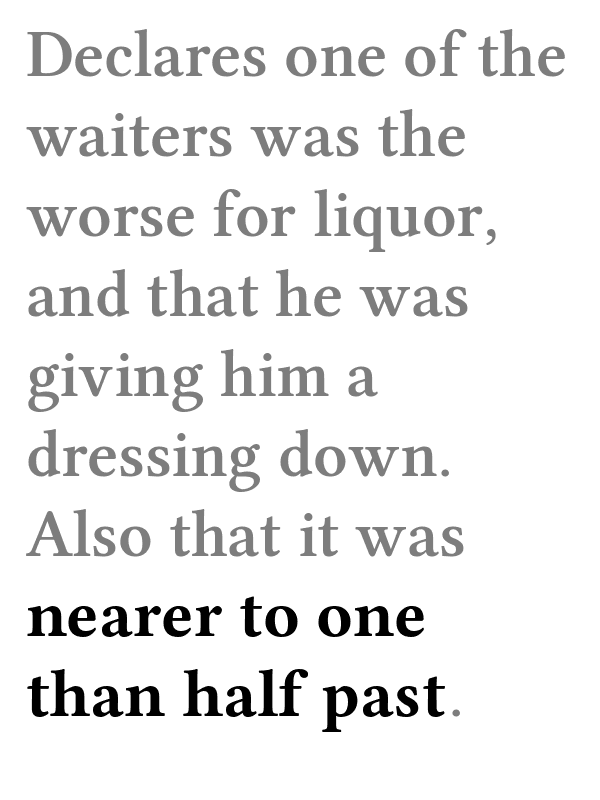 Declares one of the
waiters was the
worse for liquor,
and that he was
giving him a
dressing down.
Also that it was
nearer to one
than half past.